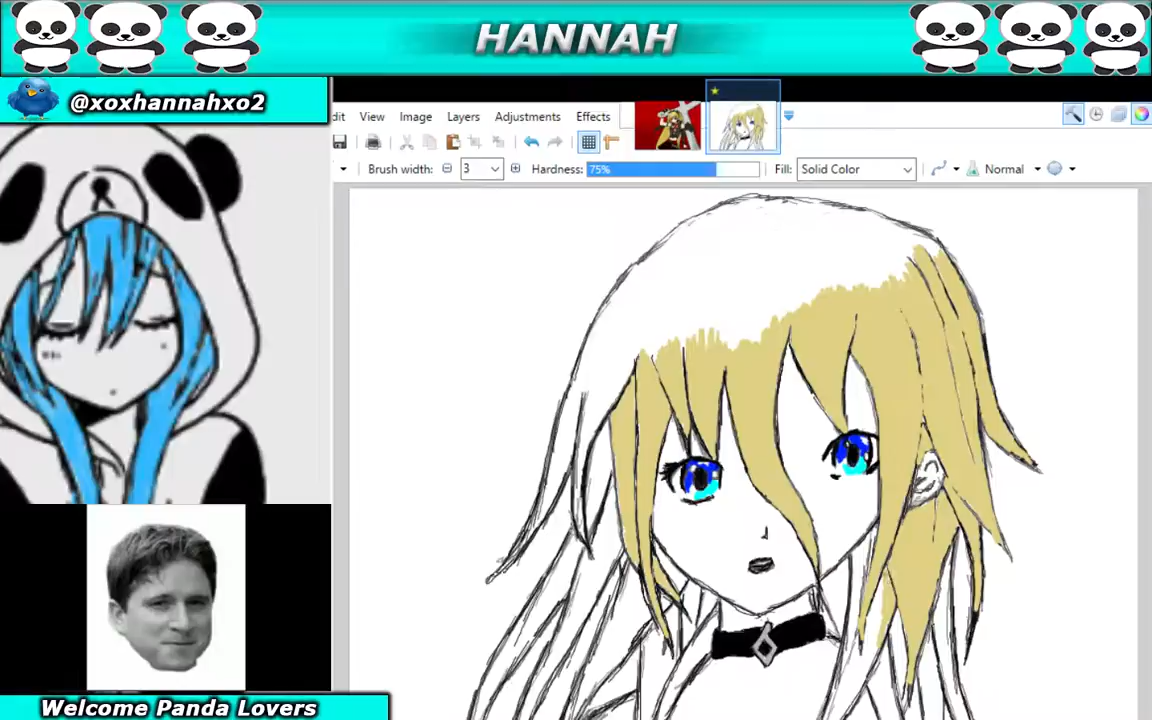 HANNAH
@xoxhannahxo2
dit View Image Layers Adjustments Effects
Brush width: 3 Hardness: 75% Fill: Solid Color Normal
Welcome Panda Lovers